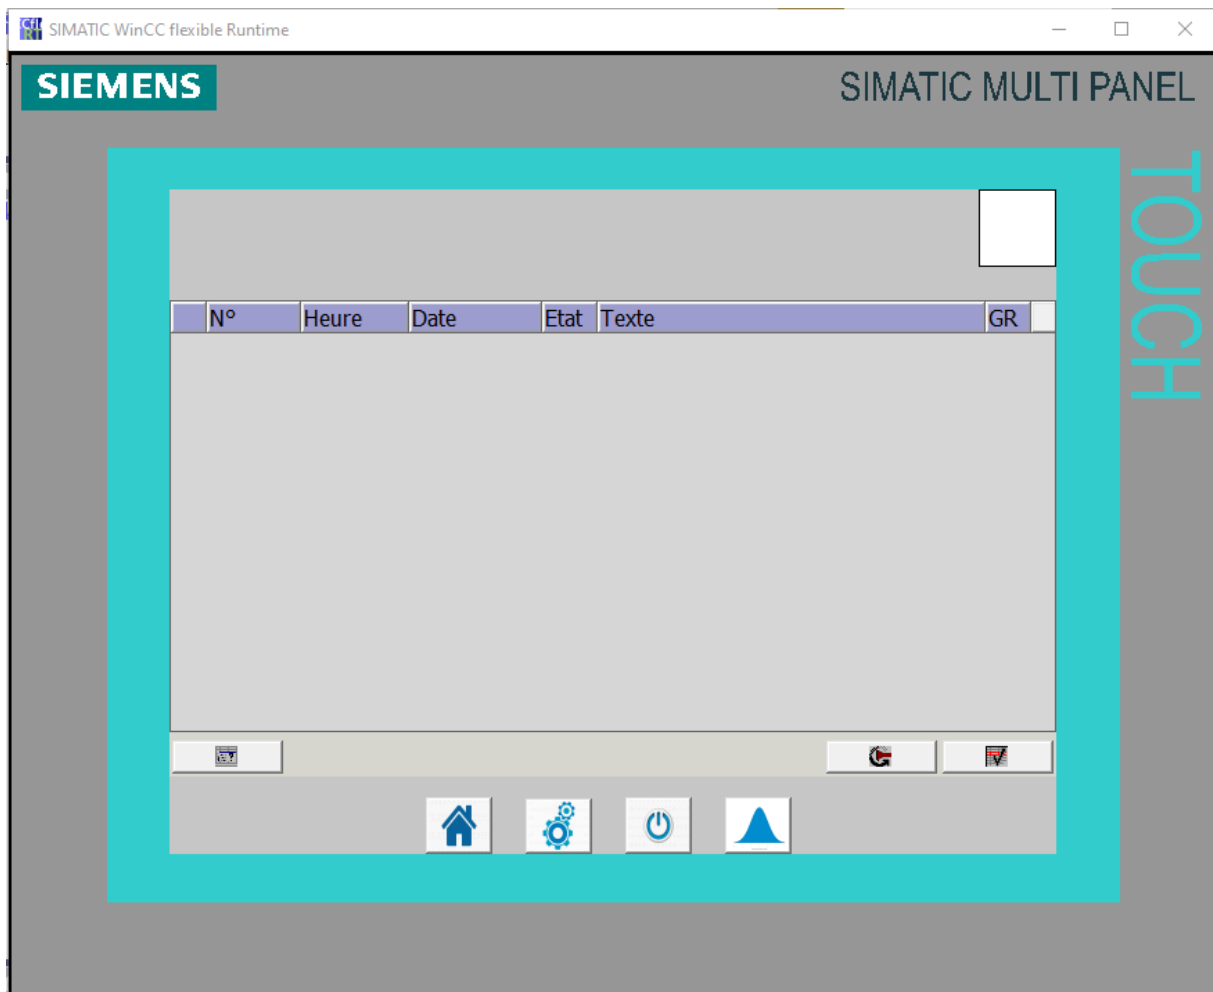 SIMATIC WinCC flexible Runtime
SIEMENS
SIMATIC MULTI PANEL
TOUCH
N° Heure Date Etat Texte GR